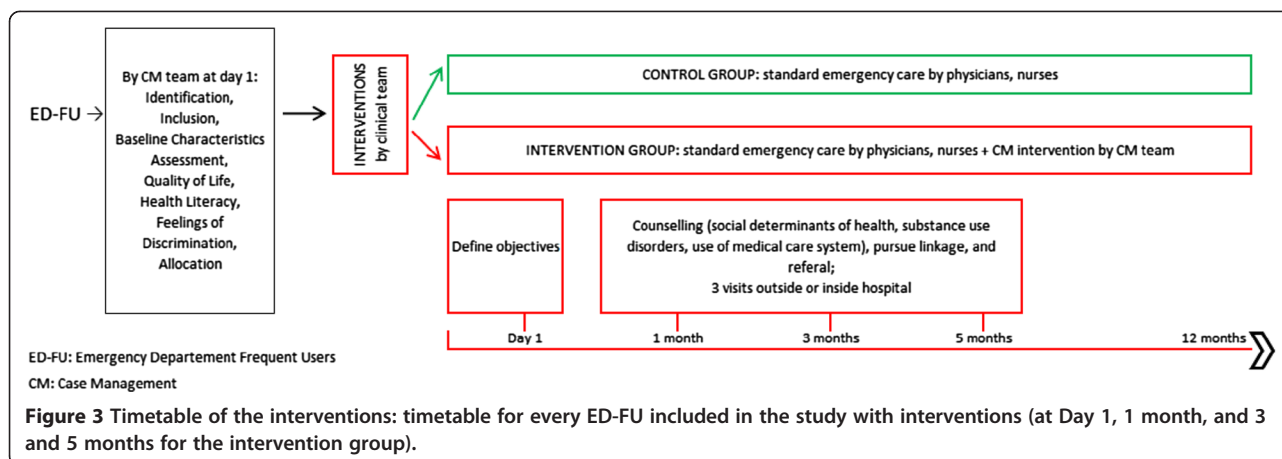 ED-FU →
By CM team at day 1:
Identification,
Inclusion,
Baseline Characteristics
Assessment,
Quality of Life,
Health Literacy,
Feelings of
Discrimination,
Allocation
INTERVENTIONS
by clinical team
CONTROL GROUP: standard emergency care by physicians, nurses
INTERVENTION GROUP: standard emergency care by physicians, nurses + CM intervention by CM team
Define objectives
Counselling (social determinants of health, substance use
disorders, use of medical care system), pursue linkage, and
referal;
3 visits outside or inside hospital
Day 1
1 month
3 months
5 months
12 months
ED-FU: Emergency Departement Frequent Users
CM: Case Management
Figure 3 Timetable of the interventions: timetable for every ED-FU included in the study with interventions (at Day 1, 1 month, and 3
and 5 months for the intervention group).